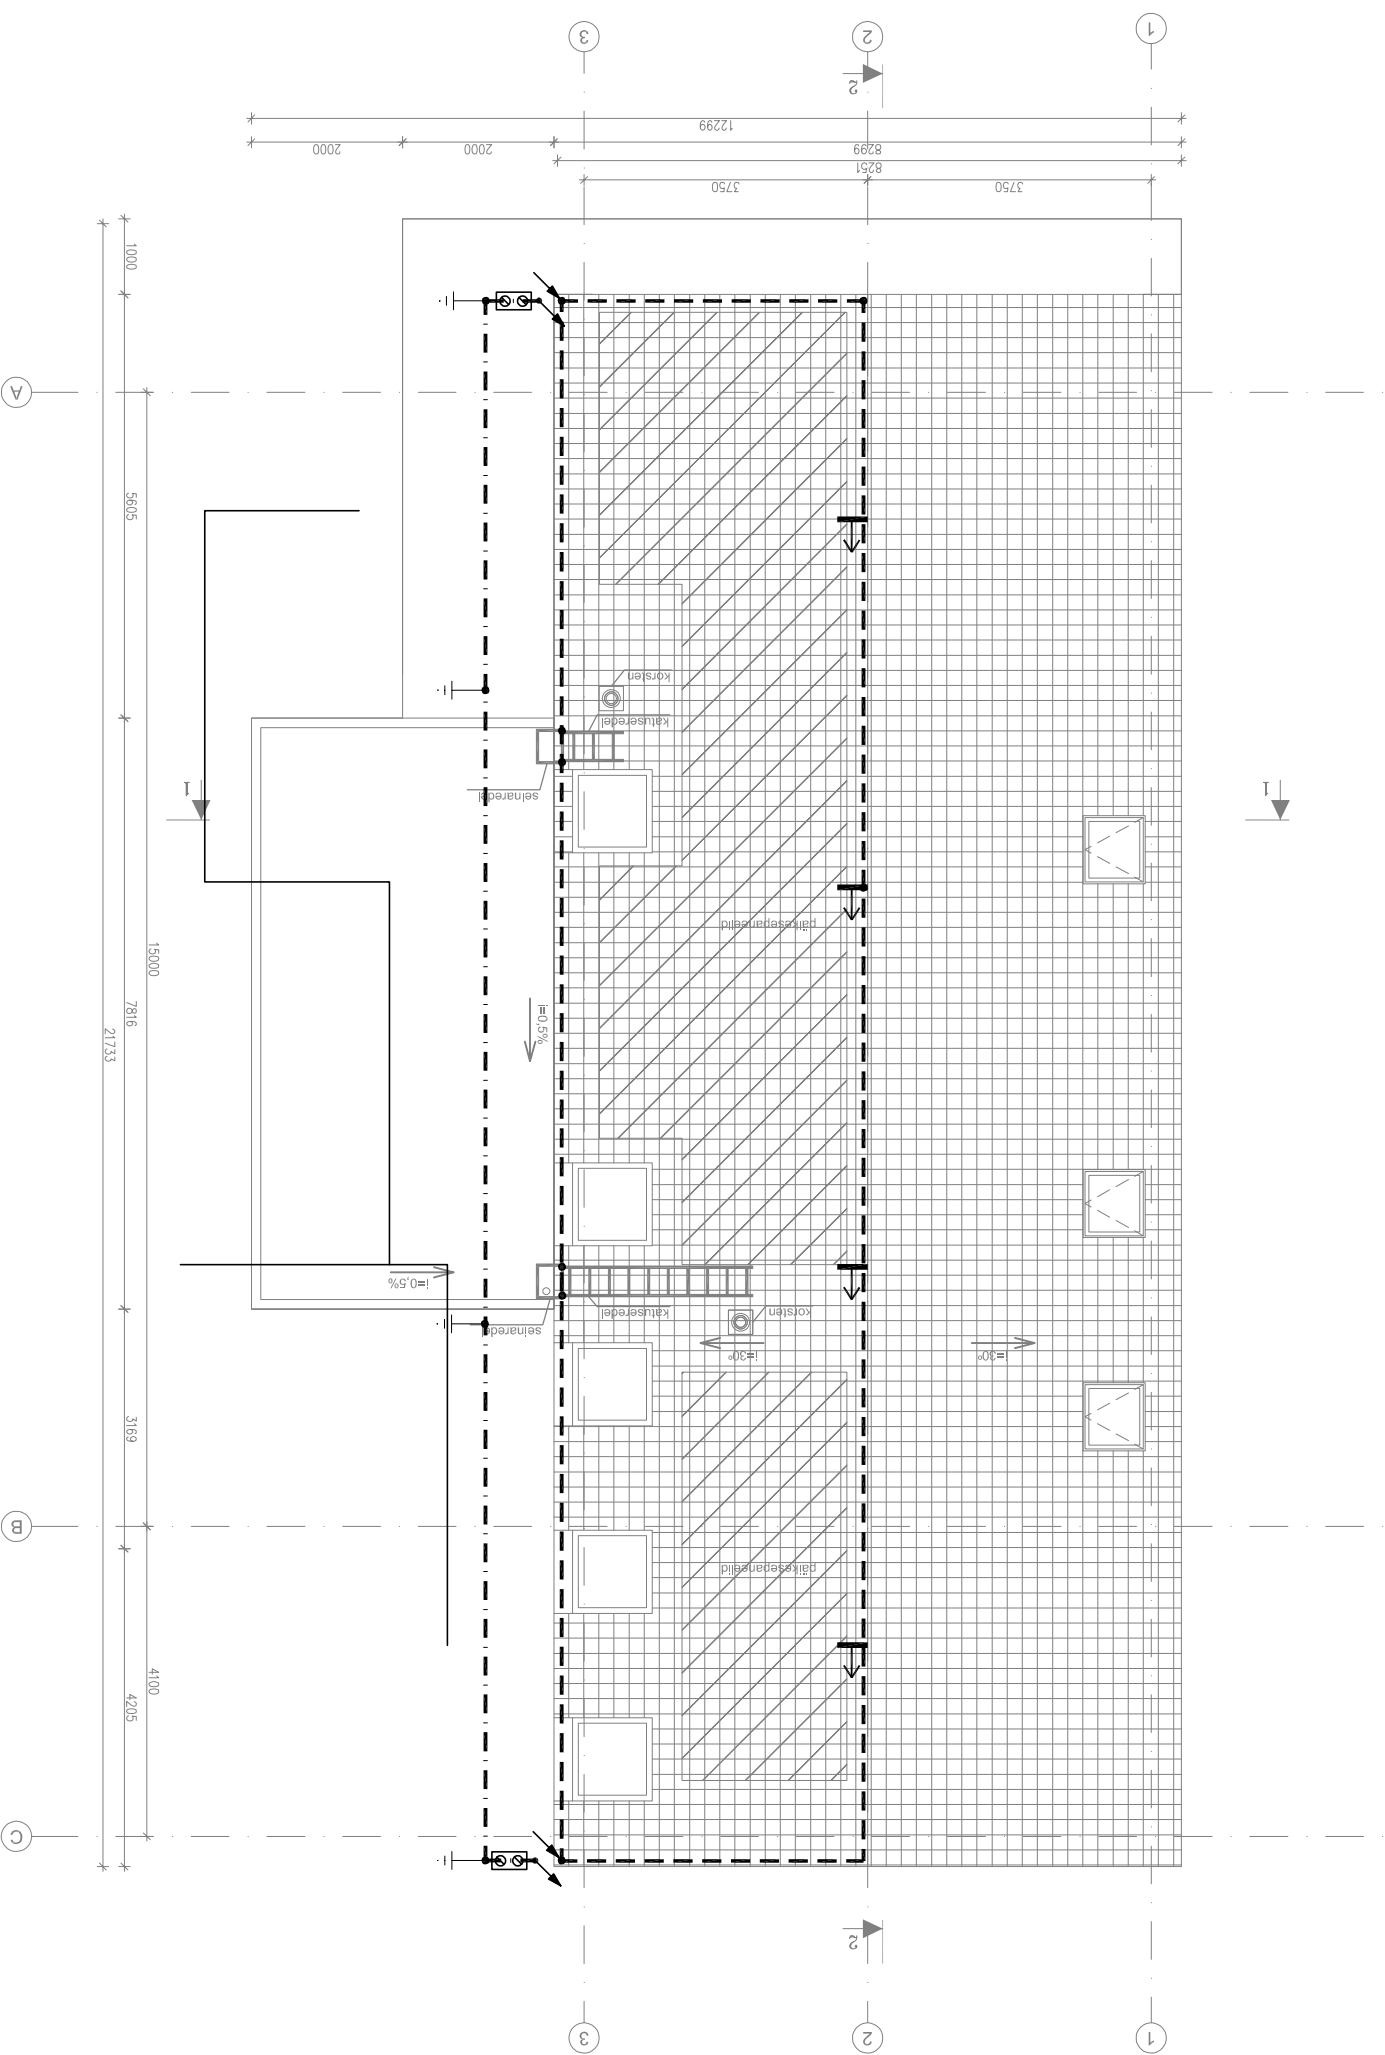 3
2
1
2
12299
2000
2000
8299
8251
3750
3750
1000
A
5605
korsten
katuseredel
seinaredel
1
1
päikesepaneelid
15000
7816
21733
i=0,5%
i=0,5%
katuseredel
korsten
seinaredel
i=30°
i=30°
3169
B
päikesepaneelid
4100
4205
C
2
3
2
1